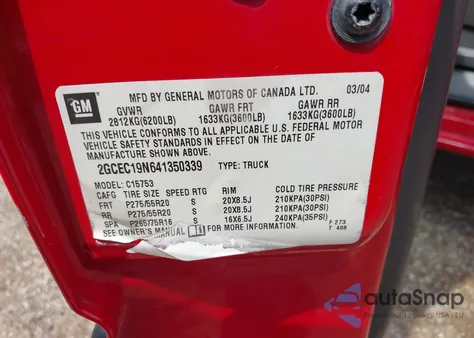 GM
MFD BY GENERAL MOTORS OF CANADA LTD. 03/04
GVWR GAWR FRT GAWR RR
2812KG(6200LB) 1633KG(3600LB) 1633KG(3600LB)
THIS VEHICLE CONFORMS TO ALL APPLICABLE U.S. FEDERAL MOTOR
VEHICLE SAFETY STANDARDS IN EFFECT ON THE DATE OF
MANUFACTURE SHOWN ABOVE.
2GCEC19N641350339 TYPE: TRUCK
MODEL: C15753
CAFG TIRE SIZE SPEED RTG RIM COLD TIRE PRESSURE
FRT P275/55R20 S 20X8.5J 210KPA(30PSI)
RR P275/55R20 S 20X8.5J 210KPA(30PSI)
SPA P265/75R16 S 16X6.5J 240KPA(35PSI)
SEE OWNER'S MANUAL FOR MORE INFORMATION.
F 273
T 408
autoSnap